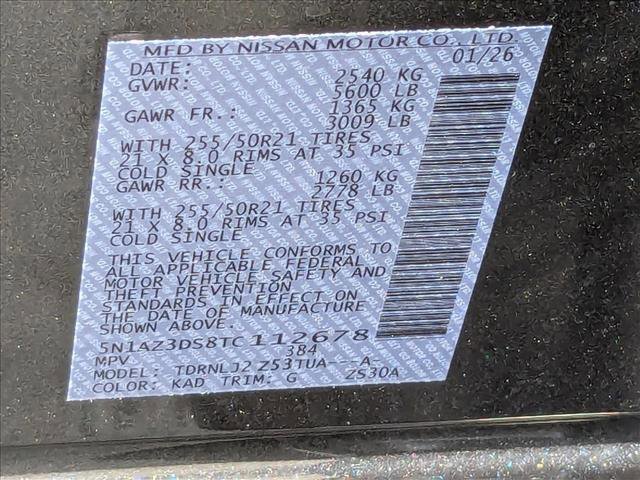 MFD BY NISSAN MOTOR CO., LTD.
DATE: 01/26
GVWR: 2540 KG
5600 LB
GAWR FR.: 1365 KG
3009 LB
WITH 255/50R21 TIRES
21 X 8.0 RIMS AT 35 PSI
COLD SINGLE
GAWR RR.: 1260 KG
2778 LB
WITH 255/50R21 TIRES
21 X 8.0 RIMS AT 35 PSI
COLD SINGLE
THIS VEHICLE CONFORMS TO
ALL APPLICABLE FEDERAL
MOTOR VEHICLE SAFETY AND
THEFT PREVENTION
STANDARDS IN EFFECT ON
THE DATE OF MANUFACTURE
SHOWN ABOVE.
5N1AZ3DS8TC112678
MPV 384
MODEL: TDRNLJ2 Z53TUA-/--A-
COLOR: KAD TRIM: G ZS30A